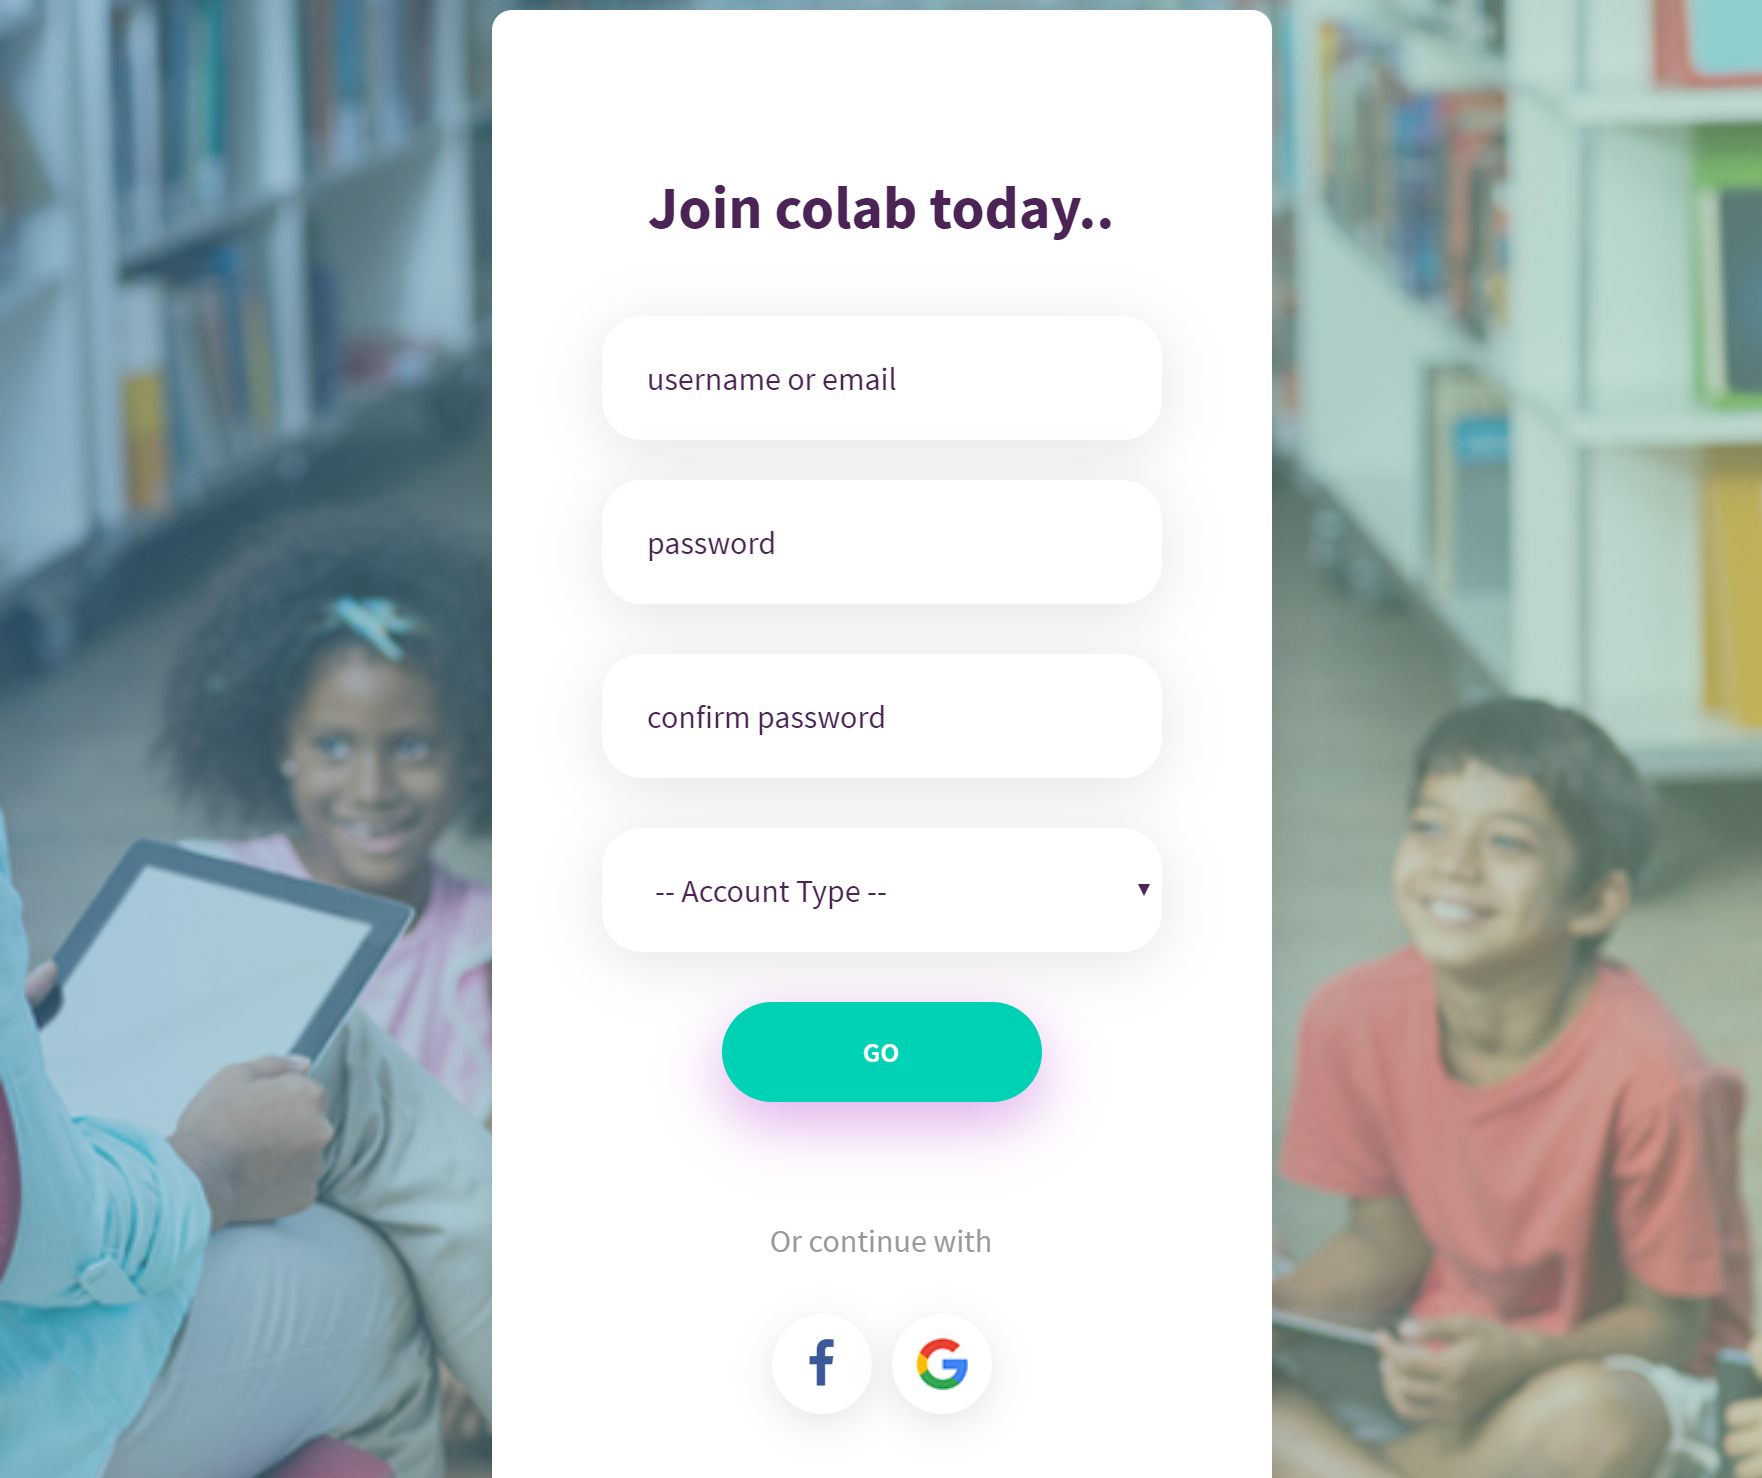 Join colab today..
username or email
password
confirm password
-- Account Type --
GO
Or continue with